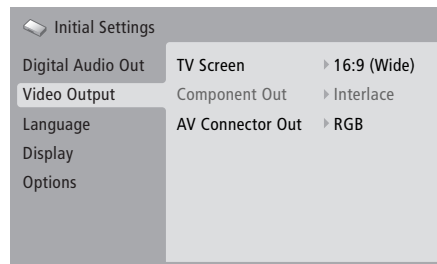 Initial Settings
Digital Audio Out
Video Output
Language
Display
Options
TV Screen 16:9 (Wide)
Component Out Interlace
AV Connector Out RGB